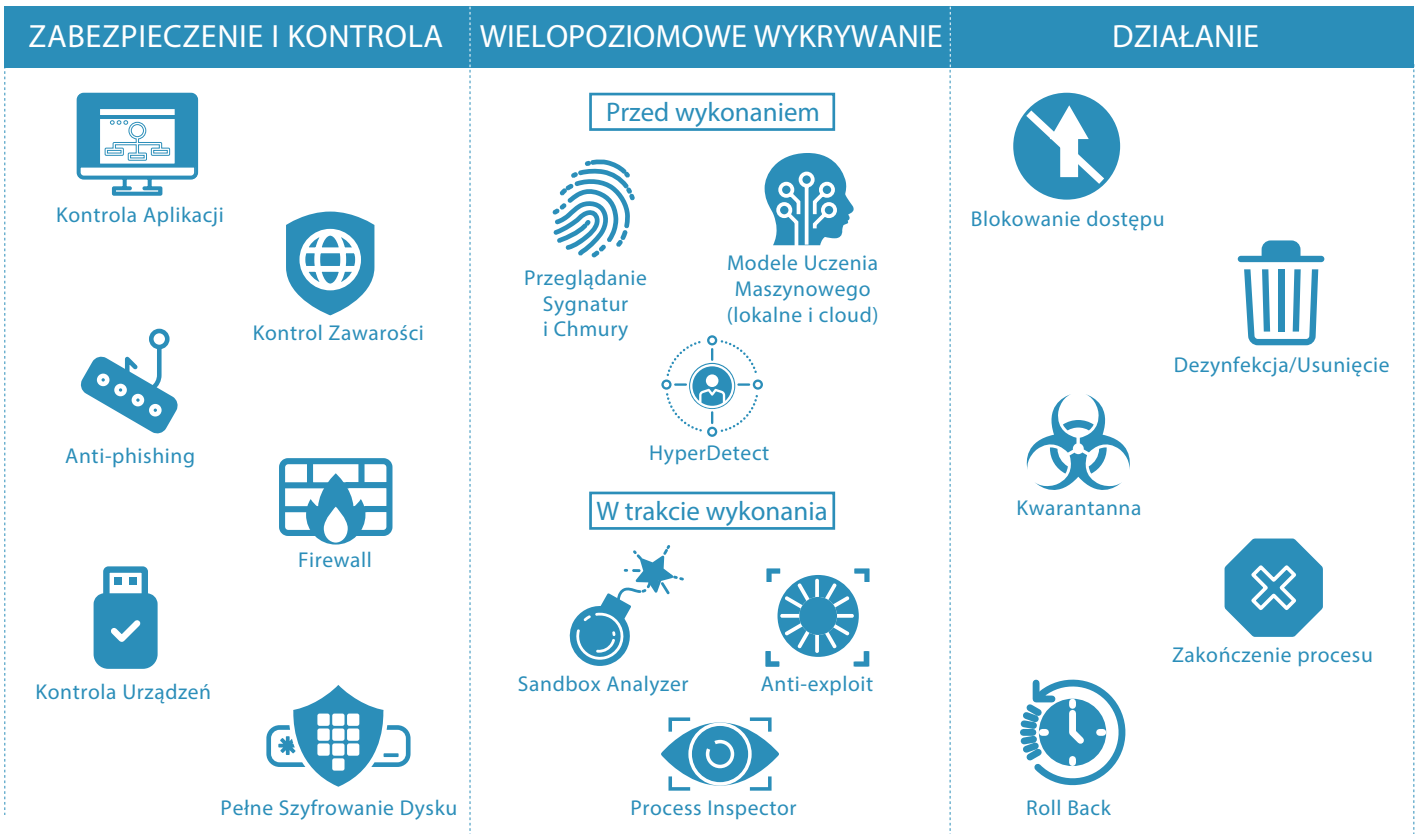 ZABEZPIECZENIE I KONTROLA
Kontrola Aplikacji
Kontrol Zawarości
Anti-phishing
Firewall
Kontrola Urządzeń
Pełne Szyfrowanie Dysku
WIELOPOZIOMOWE WYKRYWANIE
Przed wykonaniem
Przeglądanie
Sygnatur
i Chmury
Modele Uczenia
Maszynowego
(lokalne i cloud)
HyperDetect
W trakcie wykonania
Sandbox Analyzer
Anti-exploit
Process Inspector
DZIAŁANIE
Blokowanie dostępu
Dezynfekcja/Usunięcie
Kwarantanna
Zakończenie procesu
Roll Back